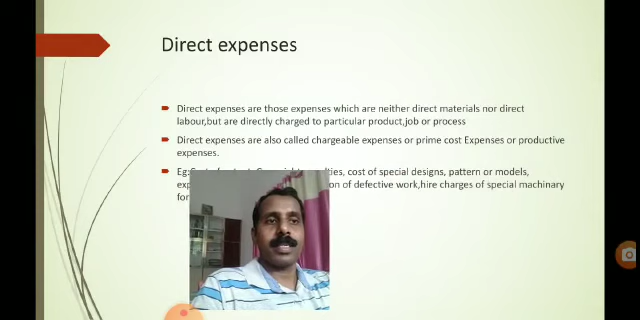 Direct expenses
Direct expenses are those expenses which are neither direct materials nor direct
labour,but are directly charged to particular product,job or process
Direct expenses are also called chargeable expenses or prime cost Expenses or productive
expenses.
Eg: cost of special designs, pattern or models,
of defective work,hire charges of special machinary
for